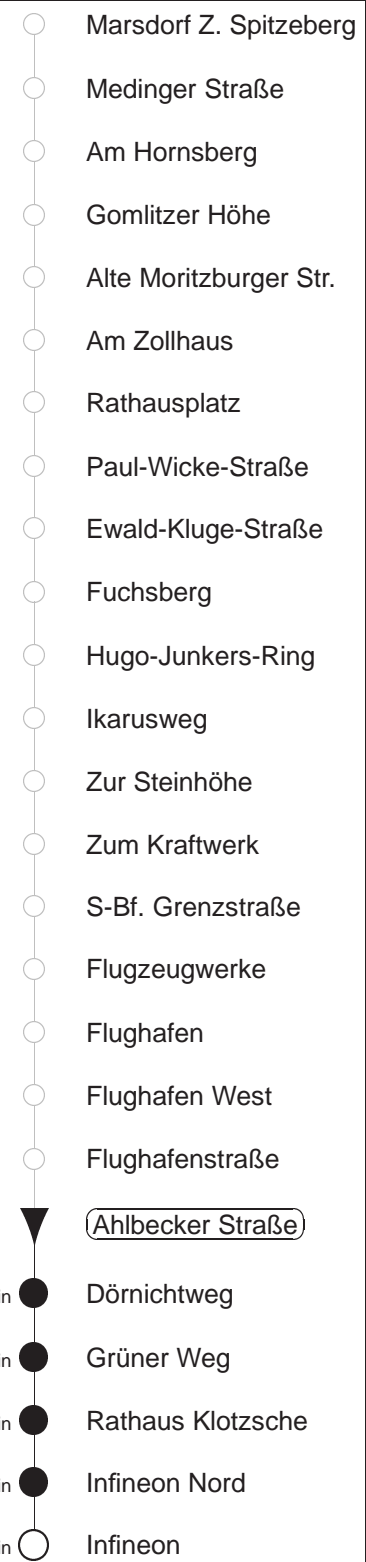 Marsdorf Z. Spitzeberg
Medinger Straße
Am Hornsberg
Gomlitzer Höhe
Alte Moritzburger Str.
Am Zollhaus
Rathausplatz
Paul-Wicke-Straße
Ewald-Kluge-Straße
Fuchsberg
Hugo-Junkers-Ring
Ikarusweg
Zur Steinhöhe
Zum Kraftwerk
S-Bf. Grenzstraße
Flugzeugwerke
Flughafen
Flughafen West
Flughafenstraße
Ahlbecker Straße
Dörnichtweg
Grüner Weg
Rathaus Klotzsche
Infineon Nord
Infineon